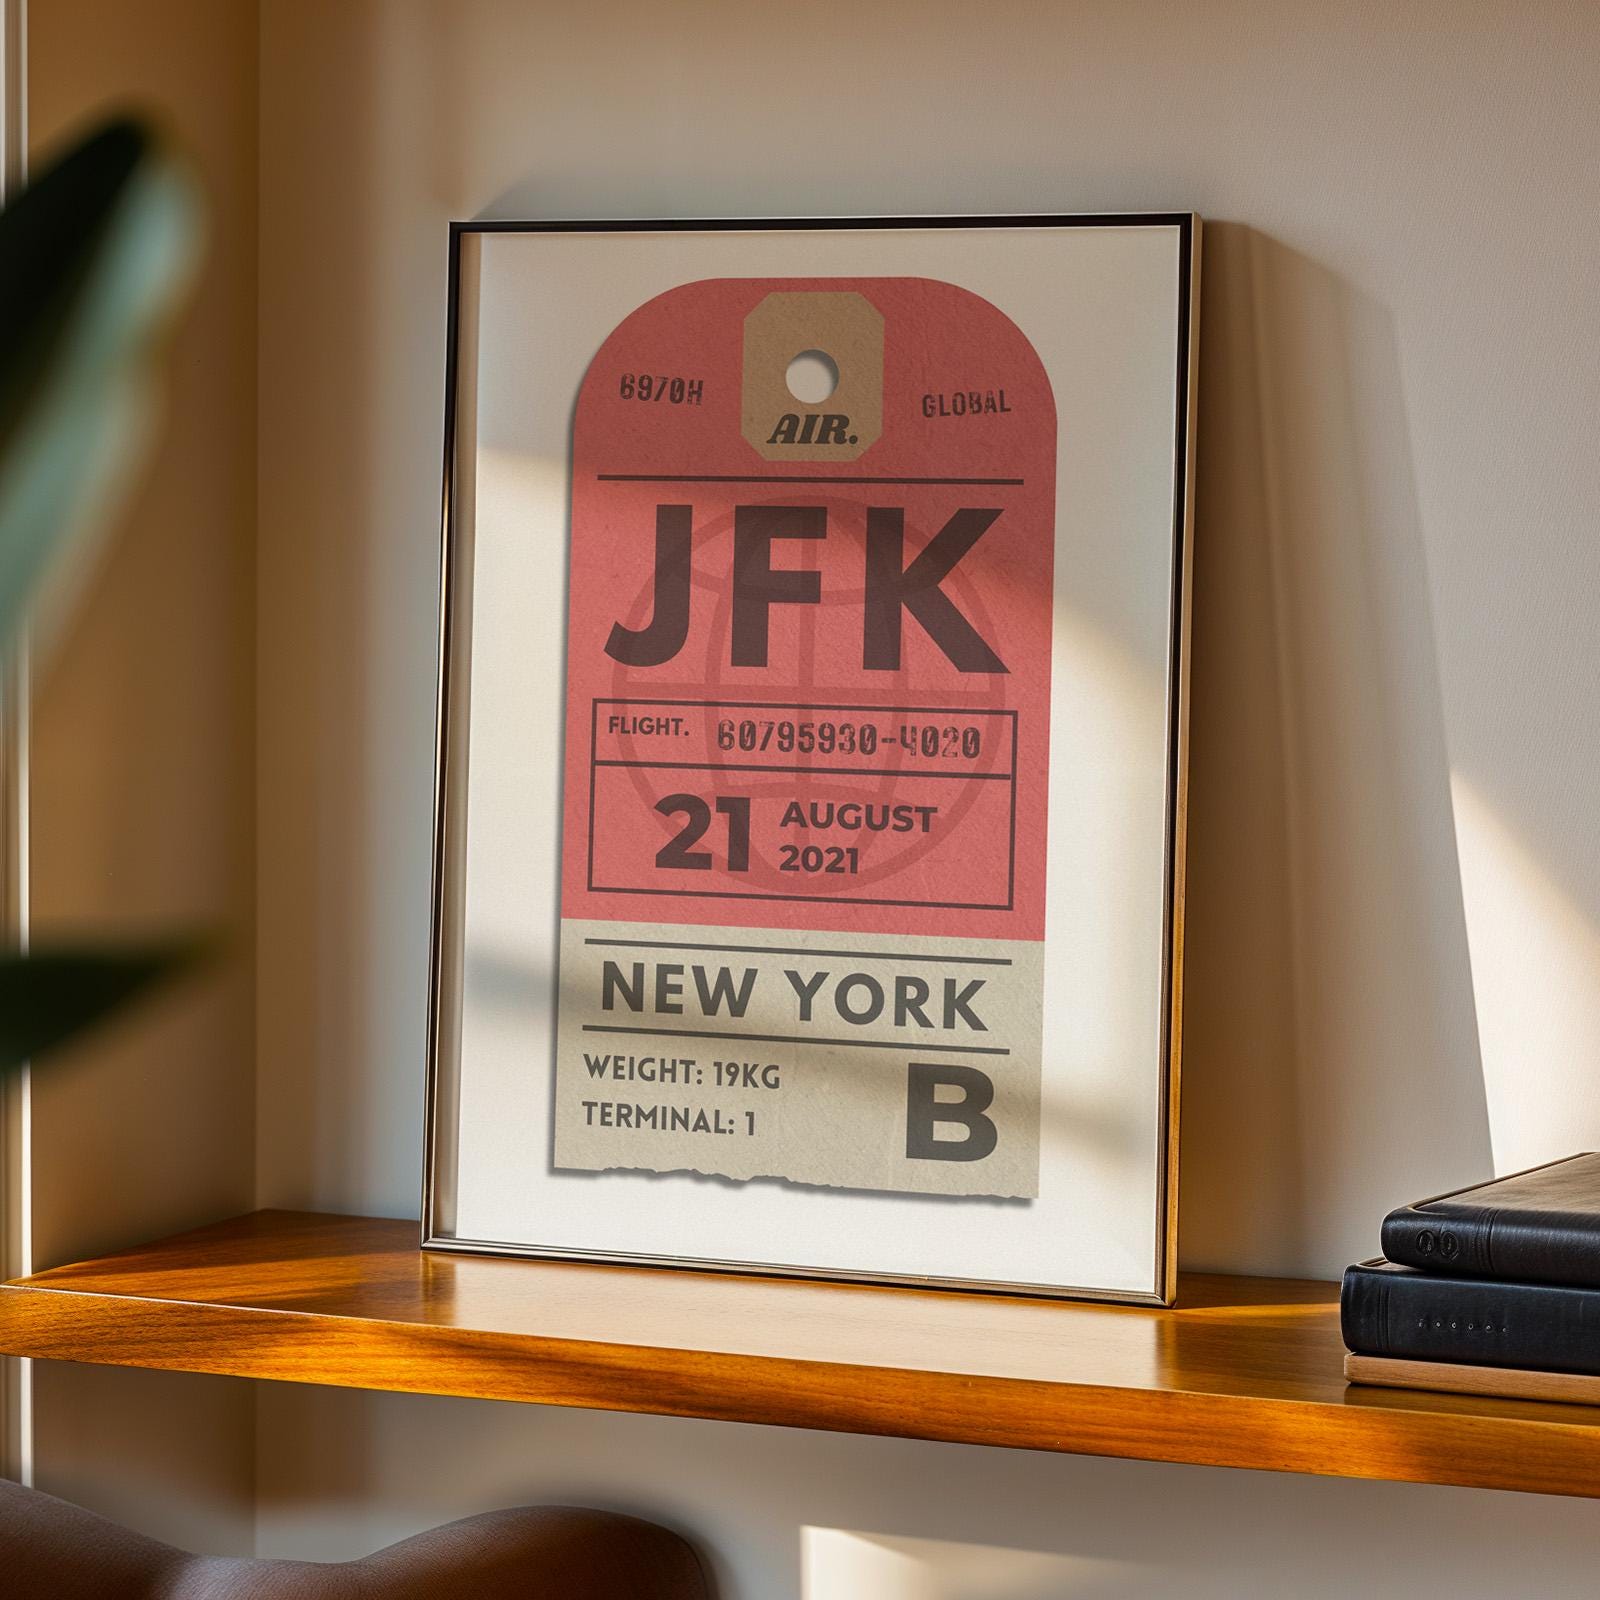 6970H
GLOBAL
AIR.
JFK
FLIGHT. 60795930-4020
21 AUGUST
2021
NEW YORK
WEIGHT: 19KG
TERMINAL: 1
B